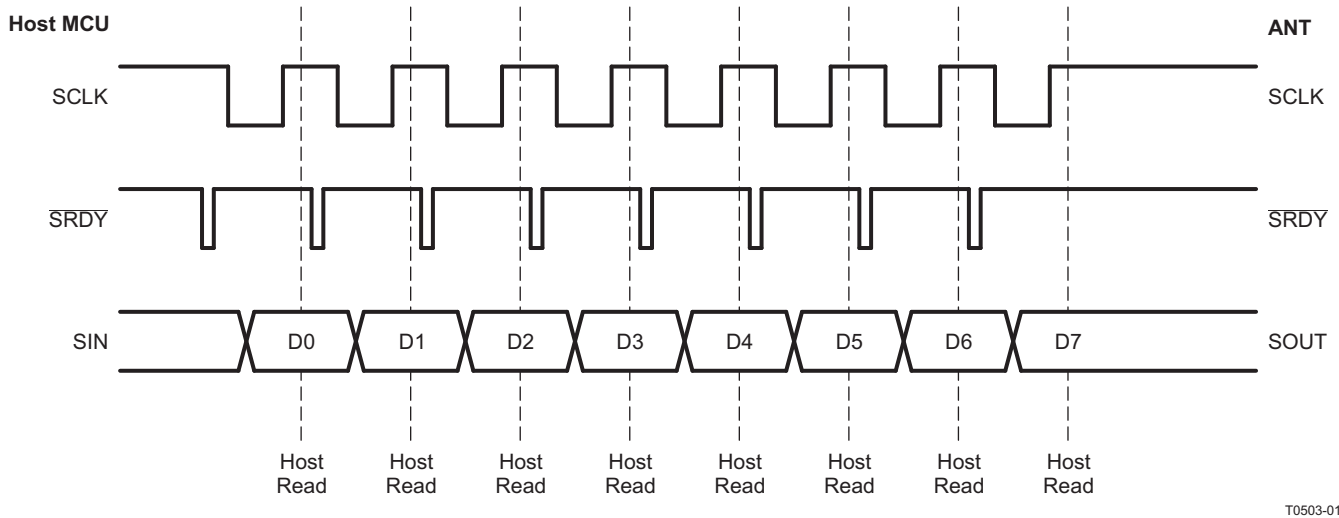 Host MCU
ANT
SCLK
SCLK
SRDY
SRDY
SIN
D0
D1
D2
D3
D4
D5
D6
D7
SOUT
Host
Read
Host
Read
Host
Read
Host
Read
Host
Read
Host
Read
Host
Read
Host
Read
T0503-01